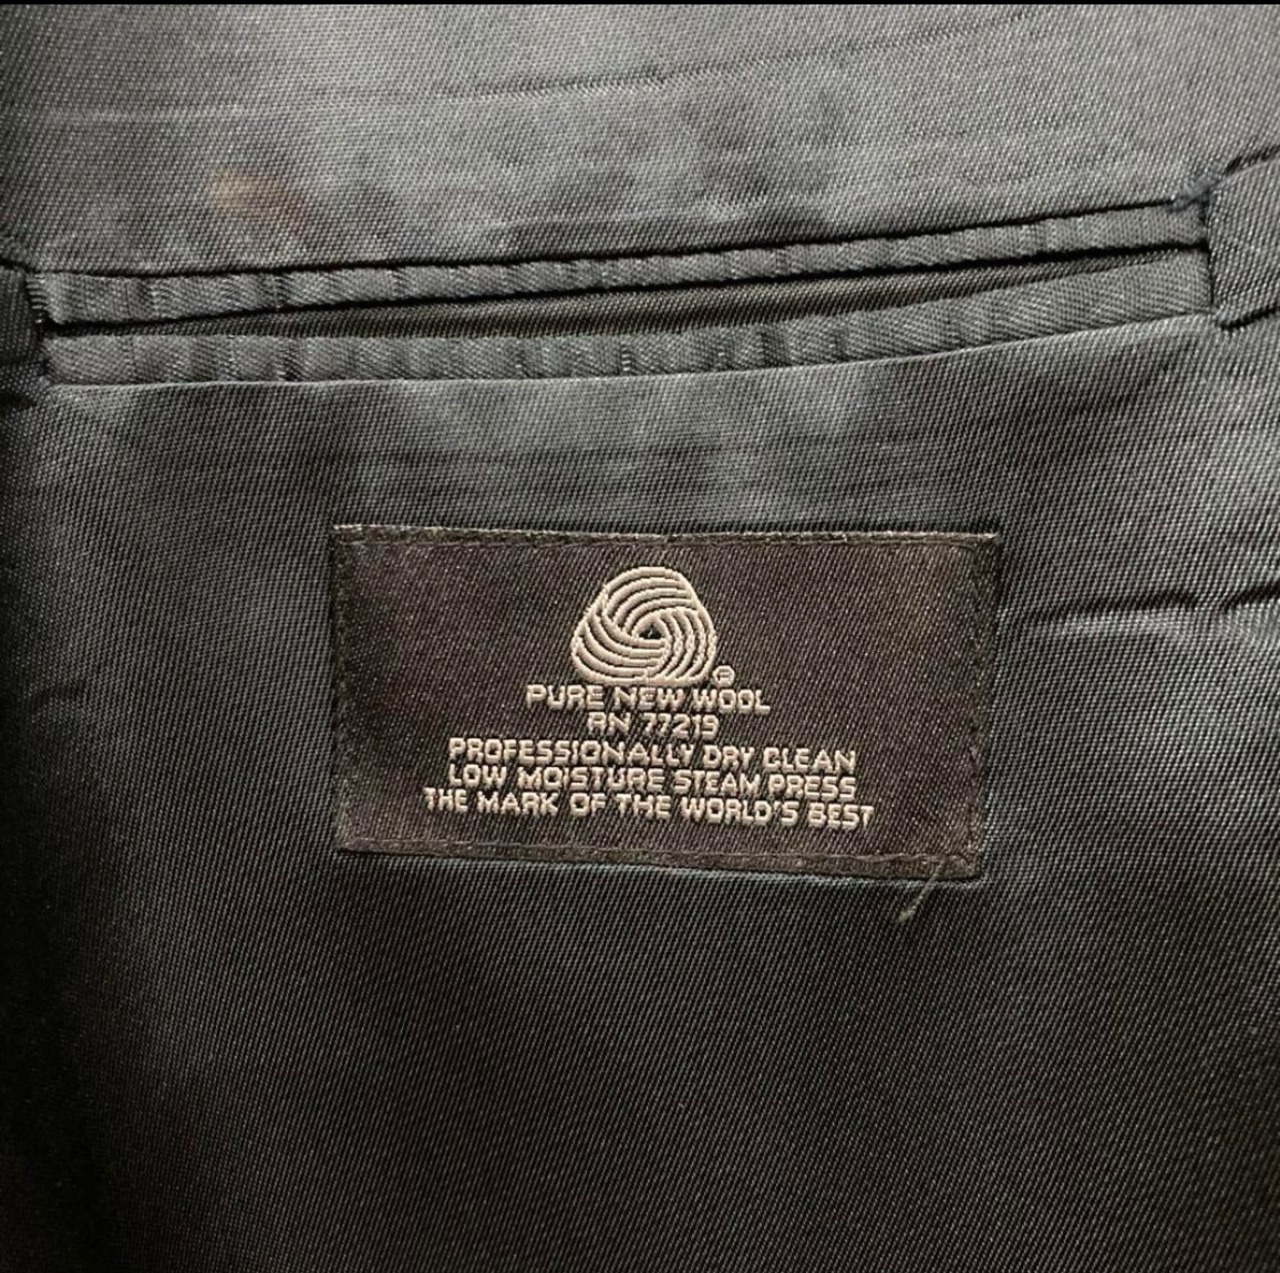 PURE NEW WOOL
RN 77219
PROFESSIONALLY DRY CLEAN
LOW MOISTURE STEAM PRESS
THE MARK OF THE WORLD'S BEST